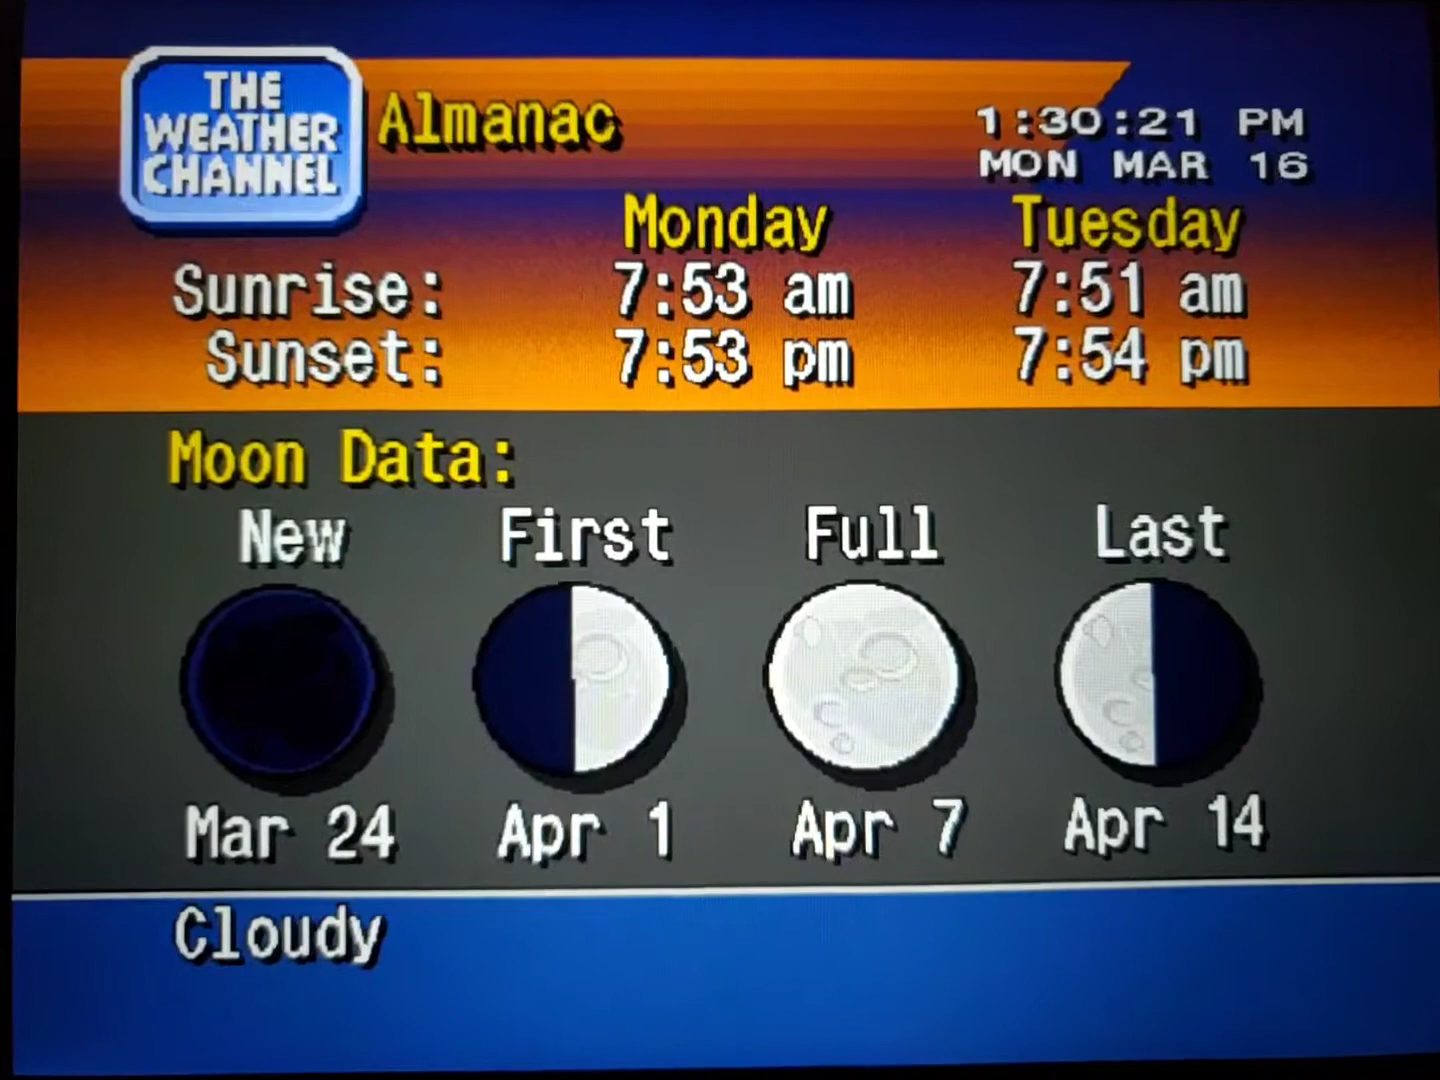 THE
WEATHER
CHANNEL
Almanac
1:30:21 PM
MON MAR 16
Monday Tuesday
Sunrise: 7:53 am 7:51 am
Sunset: 7:53 pm 7:54 pm
Moon Data:
New First Full Last
Mar 24 Apr 1 Apr 7 Apr 14
Cloudy